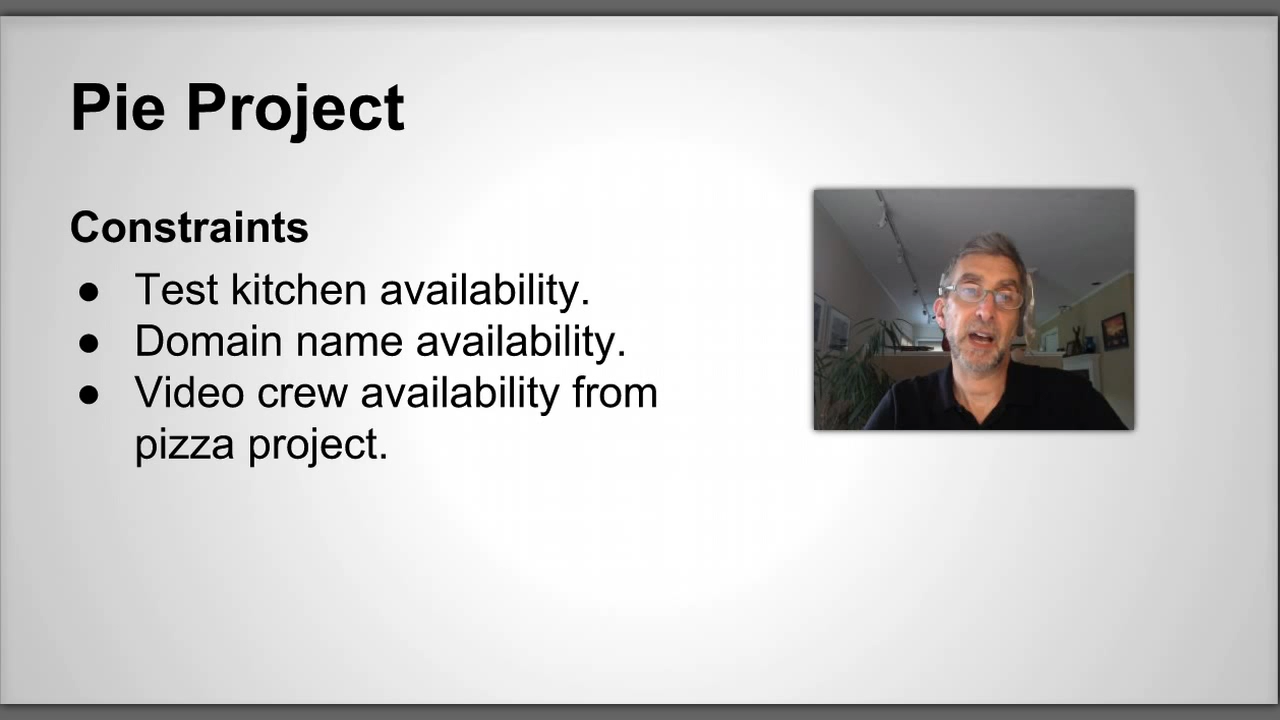 Pie Project
Constraints
● Test kitchen availability.
● Domain name availability.
● Video crew availability from
pizza project.